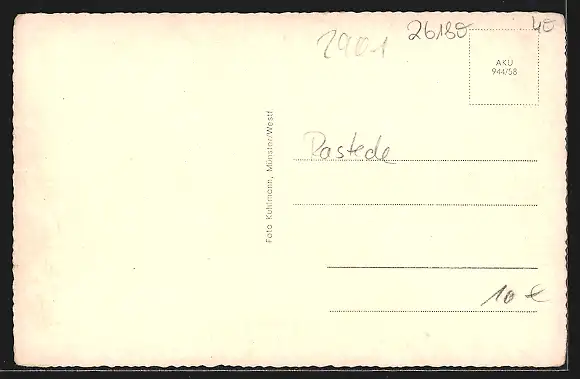 2901
26180
40
AKU
944/58
Foto Kuhlmann, Münster/Westf
Rastede
10 €